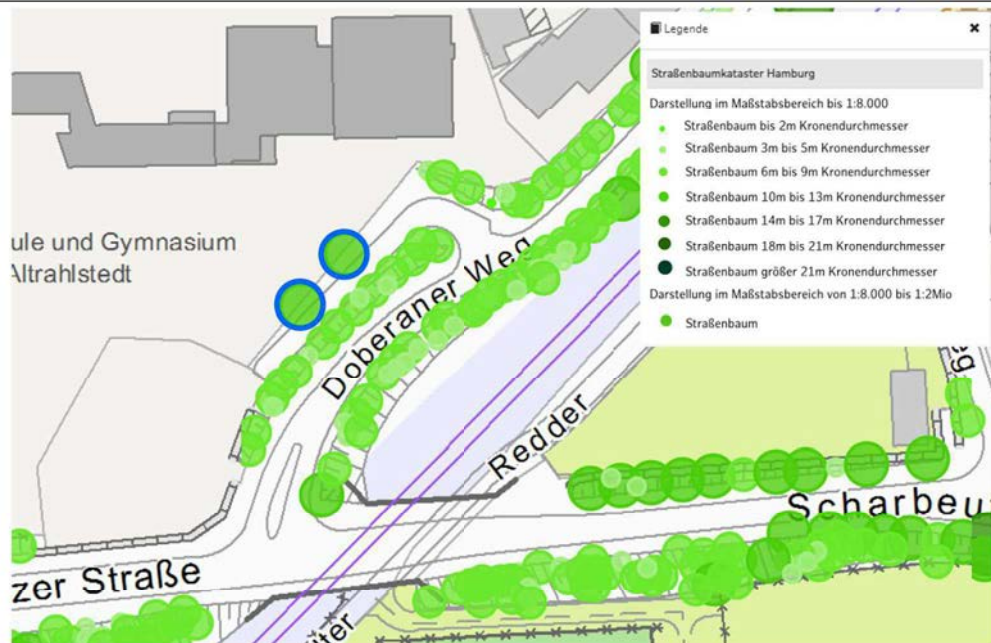 Legende
Straßenbaumkataster Hamburg
Darstellung im Maßstabsbereich bis 1:8.000
Straßenbaum bis 2m Kronendurchmesser
Straßenbaum 3m bis 5m Kronendurchmesser
Straßenbaum 6m bis 9m Kronendurchmesser
Straßenbaum 10m bis 13m Kronendurchmesser
Straßenbaum 14m bis 17m Kronendurchmesser
Straßenbaum 18m bis 21m Kronendurchmesser
Straßenbaum größer 21m Kronendurchmesser
Darstellung im Maßstabsbereich von 1:8.000 bis 1:2Mio
Straßenbaum
ule und Gymnasium
Altrahlstedt
Doberaner Weg
Redder
eg
Scharbeu
zer Straße
iter